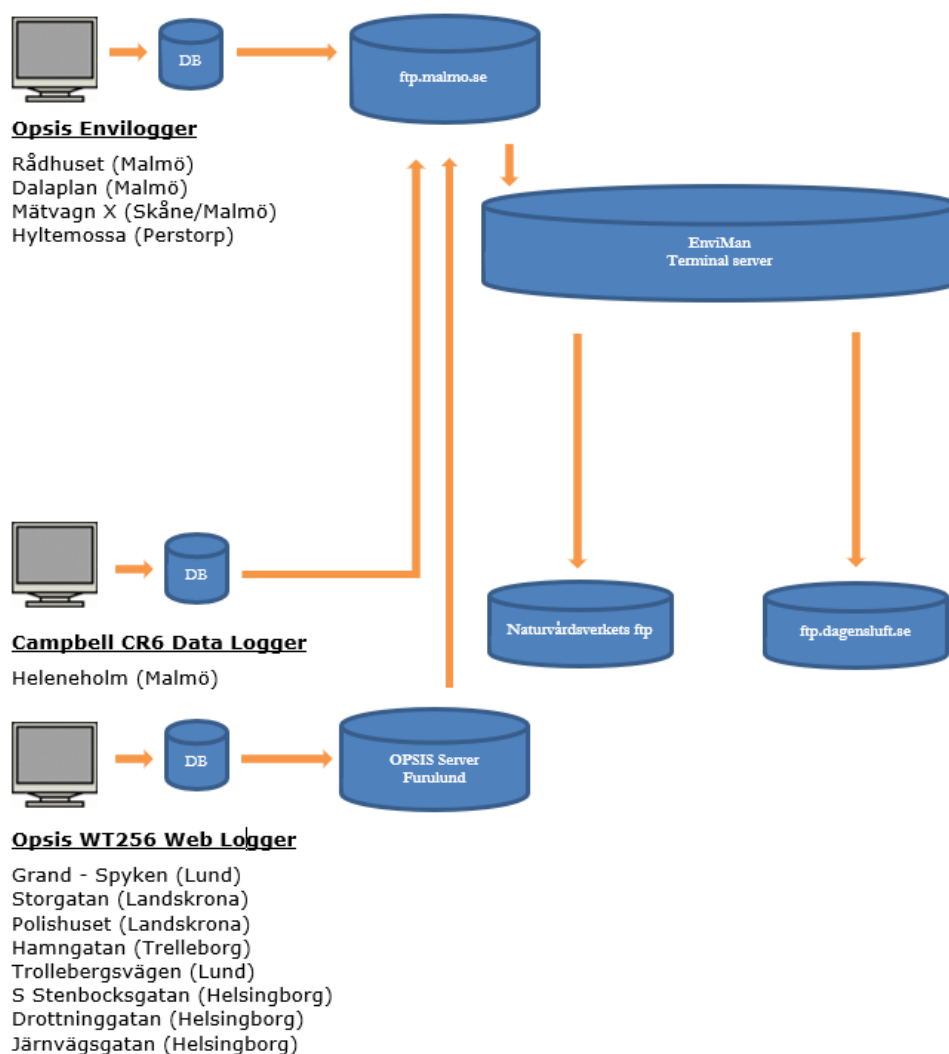 DB
ftp.malmo.se
Opsis Envilogger
Rådhuset (Malmö)
Dalaplan (Malmö)
Mätvagn X (Skåne/Malmö)
Hyltemossa (Perstorp)
EnviMan
Terminal server
DB
Campbell CR6 Data Logger
Heleneholm (Malmö)
Naturvårdsverkets ftp
ftp.dagensluft.se
DB
OPSIS Server
Furulund
Opsis WT256 Web Logger
Grand - Spyken (Lund)
Storgatan (Landskrona)
Polishuset (Landskrona)
Hamngatan (Trelleborg)
Trollebergsvägen (Lund)
S Stenbocksgatan (Helsingborg)
Drottninggatan (Helsingborg)
Järnvägsgatan (Helsingborg)